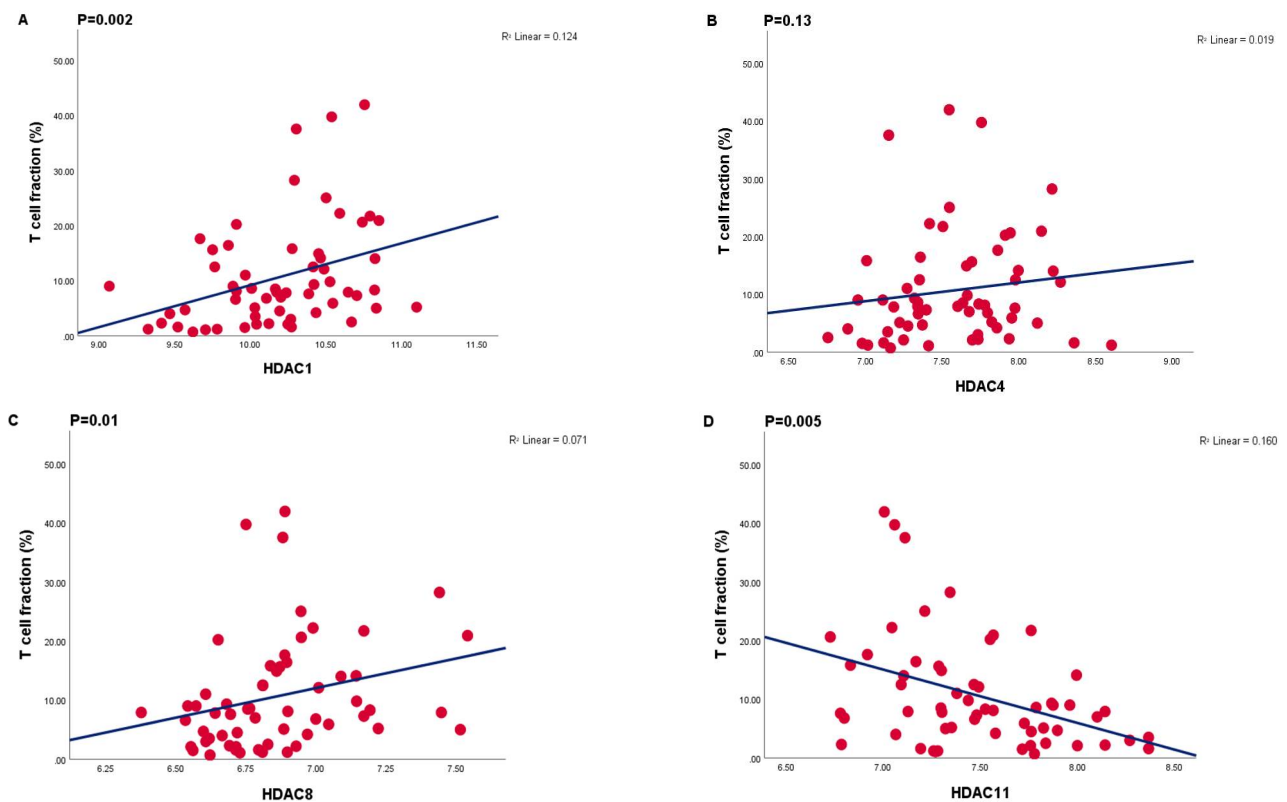 A
P=0.002
R² Linear = 0.124
T cell fraction (%)
50.00
40.00
30.00
20.00
10.00
.00
9.00 9.50 10.00 10.50 11.00 11.50
HDAC1
B
P=0.13
R² Linear = 0.019
T cell fraction (%)
50.00
40.00
30.00
20.00
10.00
.00
6.50 7.00 7.50 8.00 8.50 9.00
HDAC4
C
P=0.01
R² Linear = 0.071
T cell fraction (%)
50.00
40.00
30.00
20.00
10.00
.00
6.25 6.50 6.75 7.00 7.25 7.50
HDAC8
D
P=0.005
R² Linear = 0.160
T cell fraction (%)
50.00
40.00
30.00
20.00
10.00
.00
6.50 7.00 7.50 8.00 8.50
HDAC11